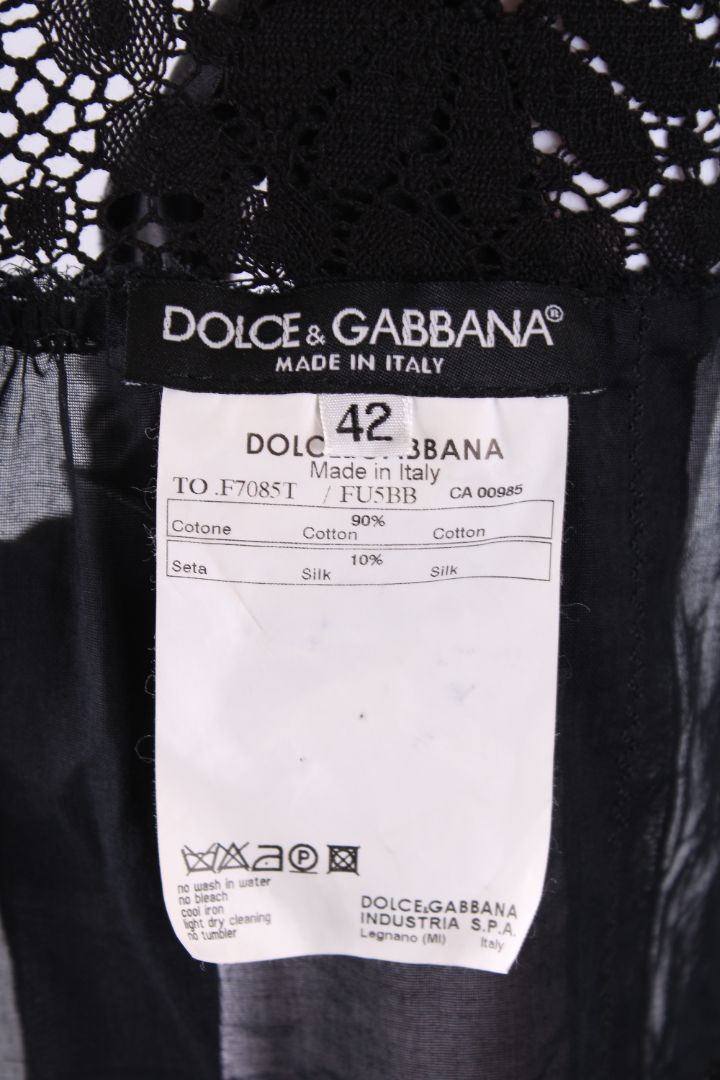 DOLCE & GABBANA®
MADE IN ITALY
42
DOLC BBANA
Made in Italy
TO .F7085T / FU5BB CA 00985
90%
Cotone Cotton Cotton
10%
Seta Silk Silk
P
no wash in water
no bleach
cool iron
light dry cleaning
no tumbler
DOLCE&GABBANA
INDUSTRIA S.P.A.
Legnano (MI) Italy